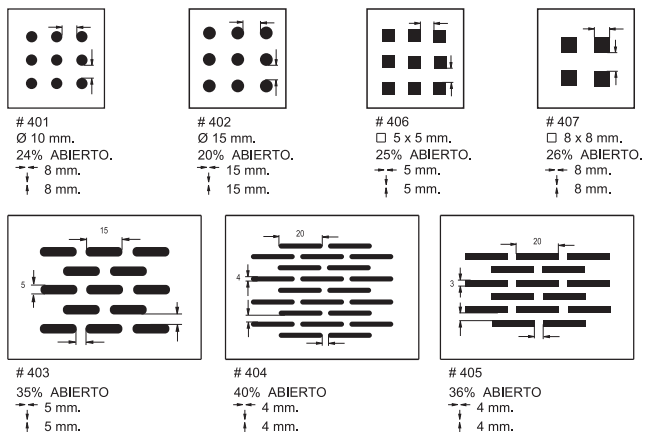 # 401
Ø 10 mm.
24% ABIERTO.
8 mm.
8 mm.
# 402
Ø 15 mm.
20% ABIERTO.
15 mm.
15 mm.
# 406
□ 5 x 5 mm.
25% ABIERTO.
5 mm.
5 mm.
# 407
□ 8 x 8 mm.
26% ABIERTO.
8 mm.
8 mm.
15
5
# 403
35% ABIERTO
5 mm.
5 mm.
20
4
# 404
40% ABIERTO
4 mm.
4 mm.
20
3
# 405
36% ABIERTO
4 mm.
4 mm.